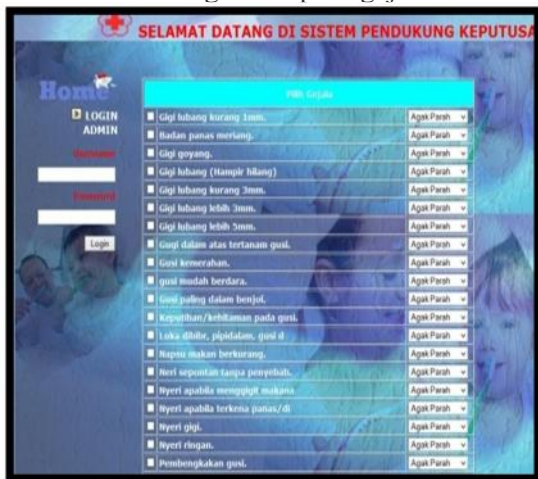 SELAMAT DATANG DI SISTEM PENDUKUNG KEPUTUSA
Home
LOGIN
ADMIN
Username
Password
Login
Pilih Gejala
Gigi lubang kurang 1mm. Agak Parah
Badan panas meriang. Agak Parah
Gigi goyang. Agak Parah
Gigi lubang (Hampir hilang) Agak Parah
Gigi lubang kurang 3mm. Agak Parah
Gigi lubang lebih 3mm. Agak Parah
Gigi lubang lebih 5mm. Agak Parah
Gugi dalam atas tertanam gusi. Agak Parah
Gusi kemerahan. Agak Parah
gusi mudah berdara. Agak Parah
Gusi paling dalam benjol. Agak Parah
Keputihan/kehitaman pada gusi. Agak Parah
Luka dibibr, pipidalam, gusi d Agak Parah
Napsu makan berkurang. Agak Parah
Neri sepontan tanpa penyebab. Agak Parah
Nyeri apabila menggigit makana Agak Parah
Nyeri apabila terkena panas/di Agak Parah
Nyeri gigi. Agak Parah
Nyeri ringan. Agak Parah
Pembengkakan gusi. Agak Parah